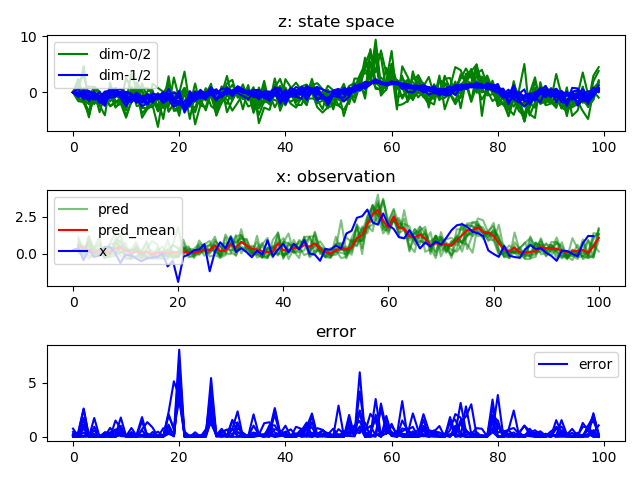 z: state space
10
0
dim-0/2
dim-1/2
0 20 40 60 80 100
x: observation
2.5
0.0
pred
pred_mean
x
0 20 40 60 80 100
error
5
0
error
0 20 40 60 80 100